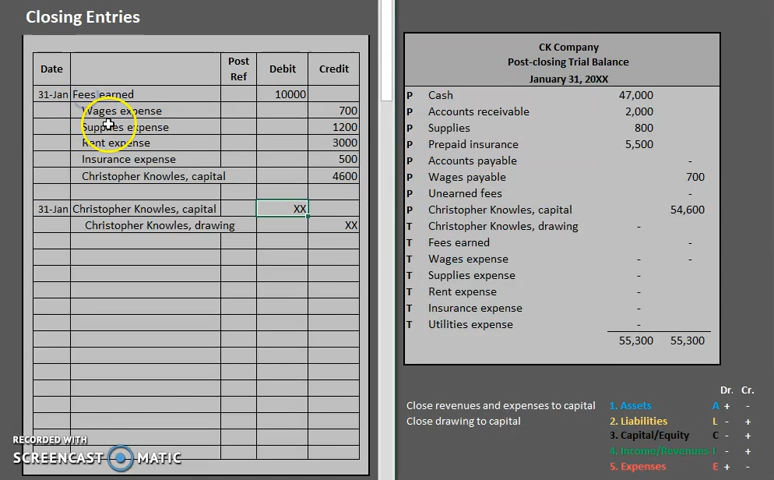 Closing Entries
Date Post Ref Debit Credit
31-Jan Fees earned 10000
Wages expense 700
Supplies expense 1200
Rent expense 3000
Insurance expense 500
Christopher Knowles, capital 4600
31-Jan Christopher Knowles, capital XX
Christopher Knowles, drawing XX
RECORDED WITH
SCREENCAST MATIC
CK Company
Post-closing Trial Balance
January 31, 20XX
P Cash 47,000
P Accounts receivable 2,000
P Supplies 800
P Prepaid insurance 5,500
P Accounts payable -
P Wages payable 700
P Unearned fees -
P Christopher Knowles, capital 54,600
T Christopher Knowles, drawing -
T Fees earned -
T Wages expense - -
T Supplies expense -
T Rent expense -
T Insurance expense -
T Utilities expense -
55,300 55,300
Dr. Cr.
Close revenues and expenses to capital 1. Assets A + -
Close drawing to capital 2. Liabilities L - +
3. Capital/Equity C - +
4. Income/Revenues I - +
5. Expenses E + -